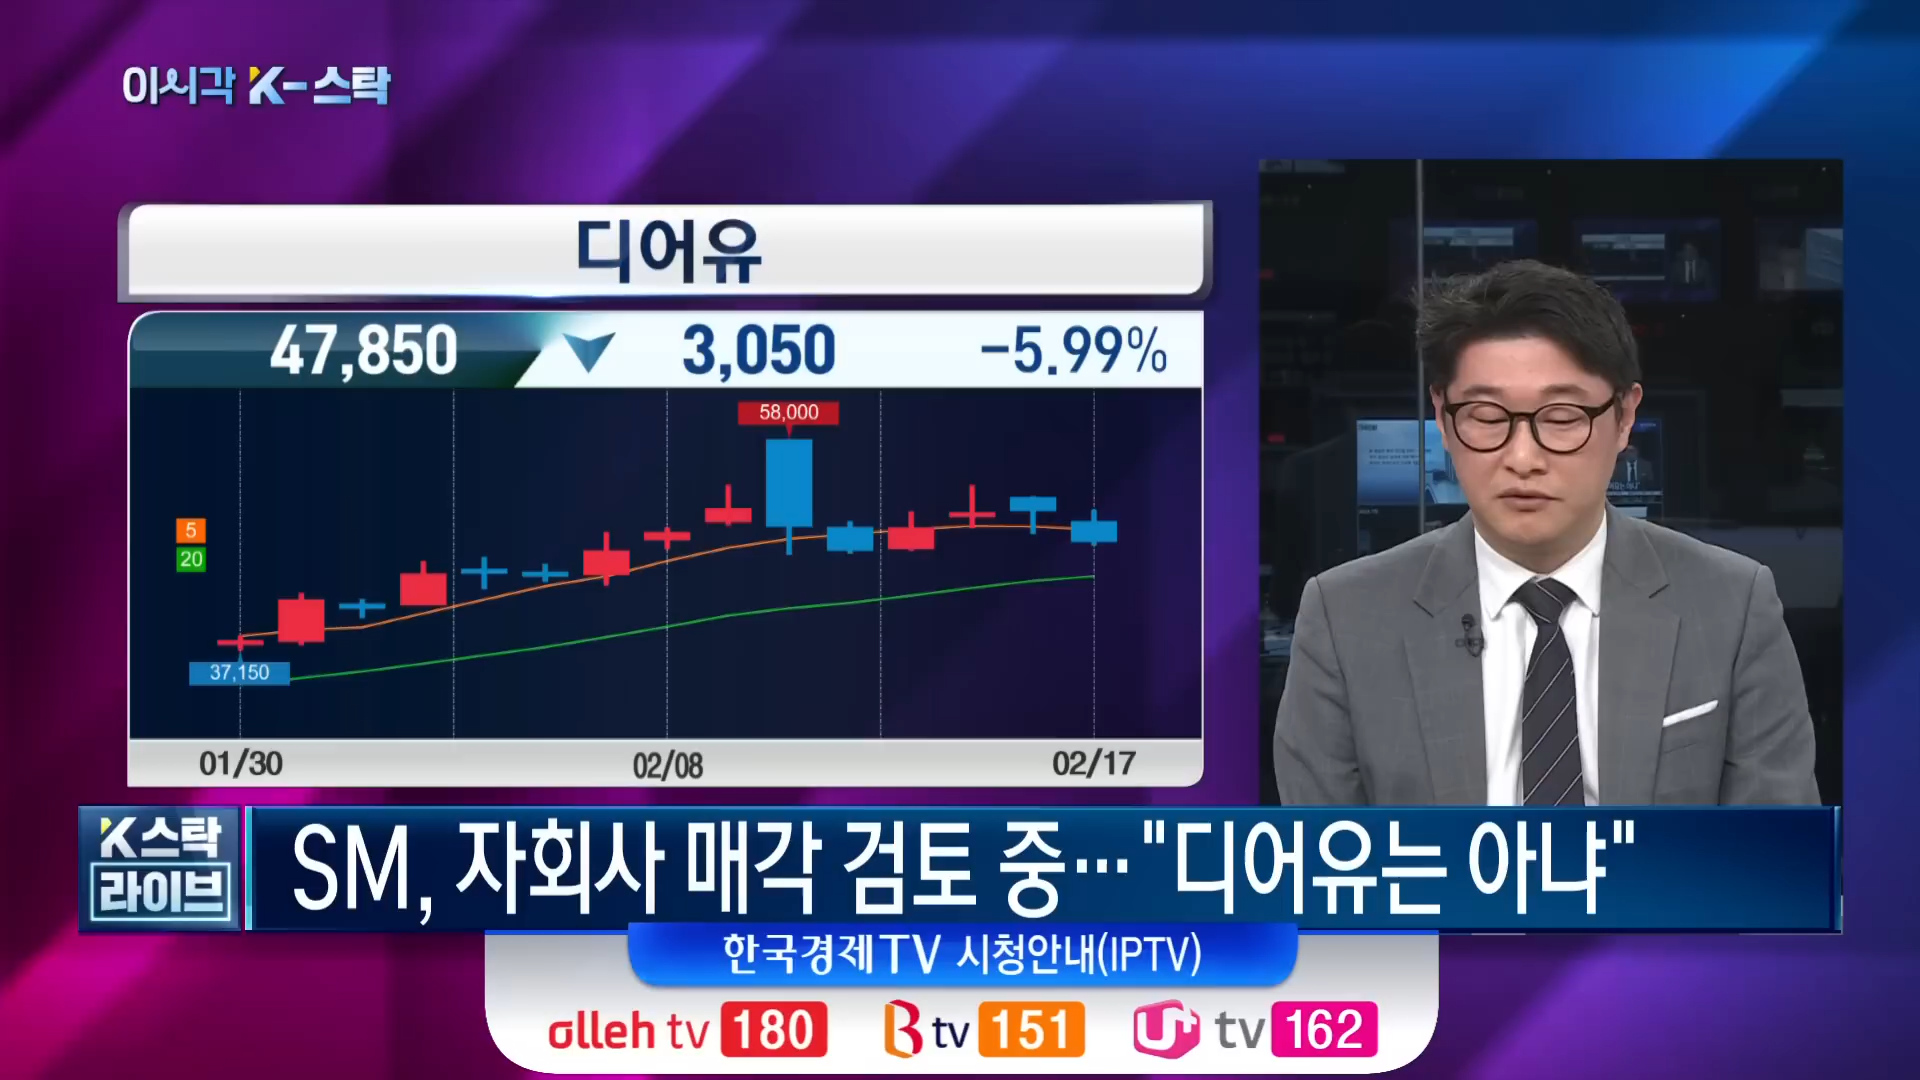 이시각 K-스탁
디어유
47,850 ▼ 3,050 -5.99%
58,000
5
20
37,150
01/30 02/08 02/17
K스탁
라이브
SM, 자회사 매각 검토 중…"디어유는 아냐"
한국경제TV 시청안내(IPTV)
olleh tv 180 B tv 151 U+ tv 162